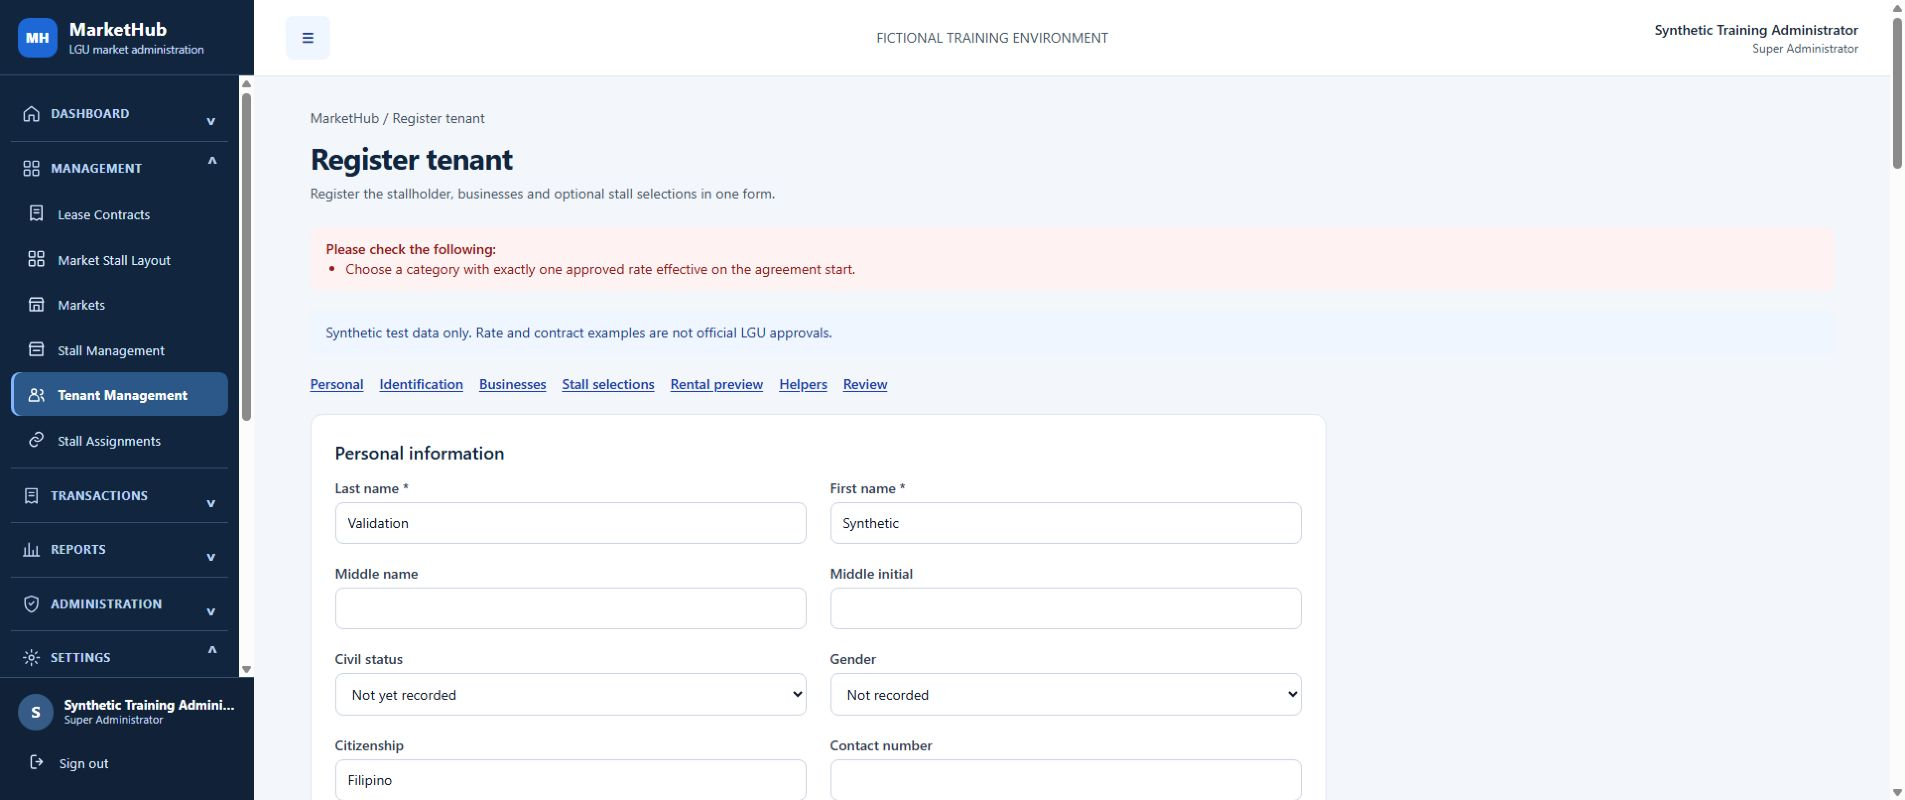 MH
MarketHub
LGU market administration
DASHBOARD
MANAGEMENT
Lease Contracts
Market Stall Layout
Markets
Stall Management
Tenant Management
Stall Assignments
TRANSACTIONS
REPORTS
ADMINISTRATION
SETTINGS
S
Synthetic Training Admini...
Super Administrator
Sign out
FICTIONAL TRAINING ENVIRONMENT
Synthetic Training Administrator
Super Administrator
MarketHub / Register tenant
Register tenant
Register the stallholder, businesses and optional stall selections in one form.
Please check the following:
• Choose a category with exactly one approved rate effective on the agreement start.
Synthetic test data only. Rate and contract examples are not official LGU approvals.
Personal Identification Businesses Stall selections Rental preview Helpers Review
Personal information
Last name * First name *
Validation Synthetic
Middle name Middle initial
Civil status Gender
Not yet recorded Not recorded
Citizenship Contact number
Filipino